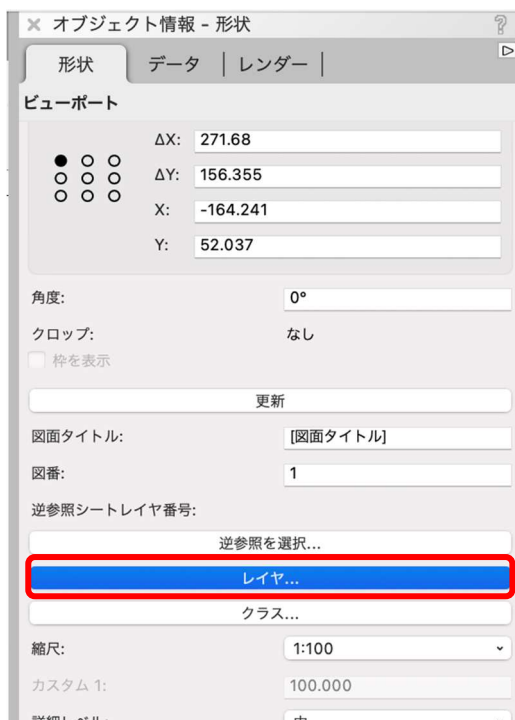 オブジェクト情報 - 形状
形状 データ レンダー
ビューポート
ΔX: 271.68
ΔY: 156.355
X: -164.241
Y: 52.037
角度: 0°
クロップ: なし
枠を表示
更新
図面タイトル: [図面タイトル]
図番: 1
逆参照シートレイヤ番号:
逆参照を選択...
レイヤ...
クラス...
縮尺: 1:100
カスタム 1: 100.000